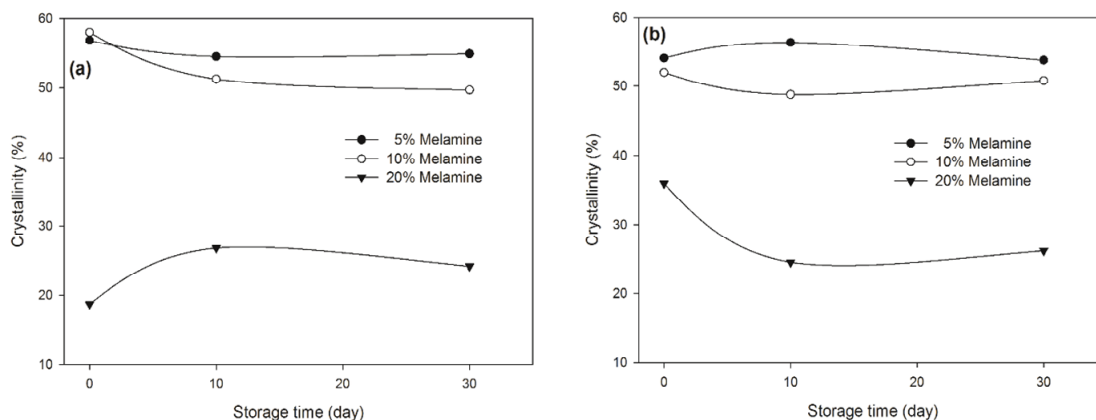 60
(a)
50
40
30
20
10
Crystallinity (%)
5% Melamine
10% Melamine
20% Melamine
0
10
20
30
Storage time (day)
60
(b)
50
40
30
20
10
Crystallinity (%)
5% Melamine
10% Melamine
20% Melamine
0
10
20
30
Storage time (day)